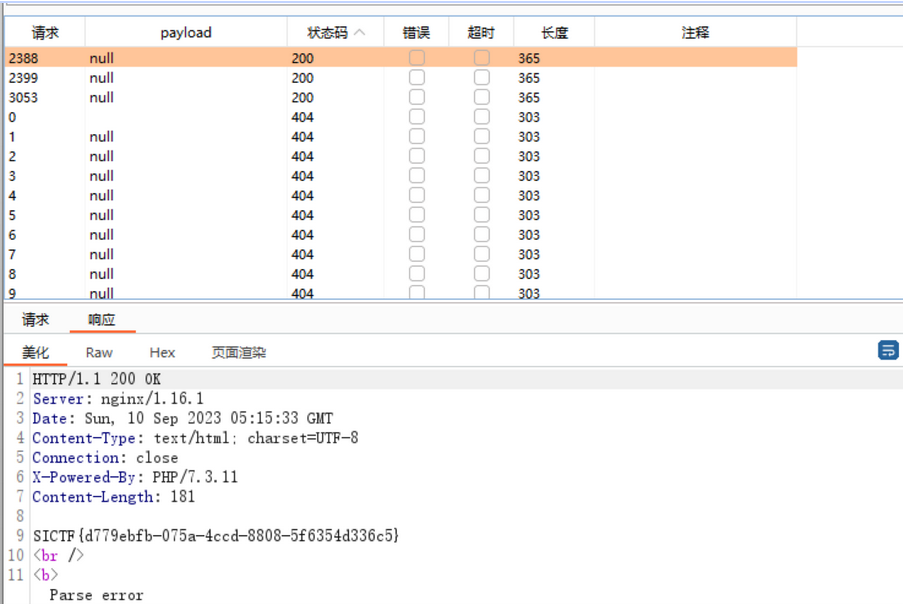 请求 payload 状态码 错误 超时 长度 注释
2388 null 200 365
2399 null 200 365
3053 null 200 365
0 404 303
1 null 404 303
2 null 404 303
3 null 404 303
4 null 404 303
5 null 404 303
6 null 404 303
7 null 404 303
8 null 404 303
9 null 404 303
请求 响应
美化 Raw Hex 页面渲染
1 HTTP/1.1 200 OK
2 Server: nginx/1.16.1
3 Date: Sun, 10 Sep 2023 05:15:33 GMT
4 Content-Type: text/html; charset=UTF-8
5 Connection: close
6 X-Powered-By: PHP/7.3.11
7 Content-Length: 181
8
9 SICTF{d779ebfb-075a-4ccd-8808-5f6354d336c5}
10 <br />
11 <b>
Parse error